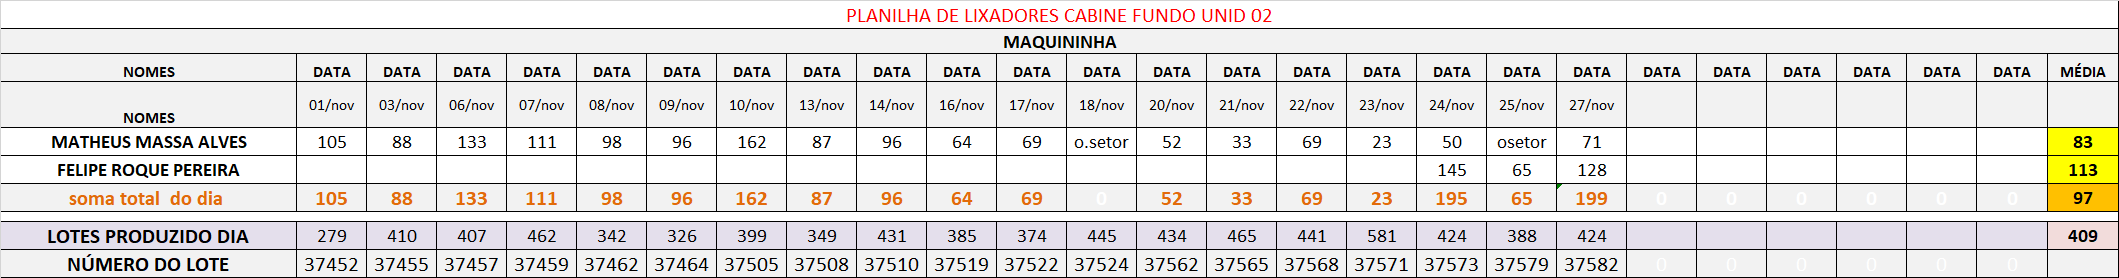 PLANILHA DE LIXADORES CABINE FUNDO UNID 02
MAQUININHA
NOMES DATA DATA DATA DATA DATA DATA DATA DATA DATA DATA DATA DATA DATA DATA DATA DATA DATA DATA DATA DATA DATA DATA DATA DATA DATA MÉDIA
NOMES 01/nov 03/nov 06/nov 07/nov 08/nov 09/nov 10/nov 13/nov 14/nov 16/nov 17/nov 18/nov 20/nov 21/nov 22/nov 23/nov 24/nov 25/nov 27/nov
MATHEUS MASSA ALVES 105 88 133 111 98 96 162 87 96 64 69 o.setor 52 33 69 23 50 osetor 71 83
FELIPE ROQUE PEREIRA 145 65 128 113
soma total do dia 105 88 133 111 98 96 162 87 96 64 69 0 52 33 69 23 195 65 199 0 0 0 0 0 0 97
LOTES PRODUZIDO DIA 279 410 407 462 342 326 399 349 431 385 374 445 434 465 441 581 424 388 424 409
NÚMERO DO LOTE 37452 37455 37457 37459 37462 37464 37505 37508 37510 37519 37522 37524 37562 37565 37568 37571 37573 37579 37582 0 0 0 0 0 0